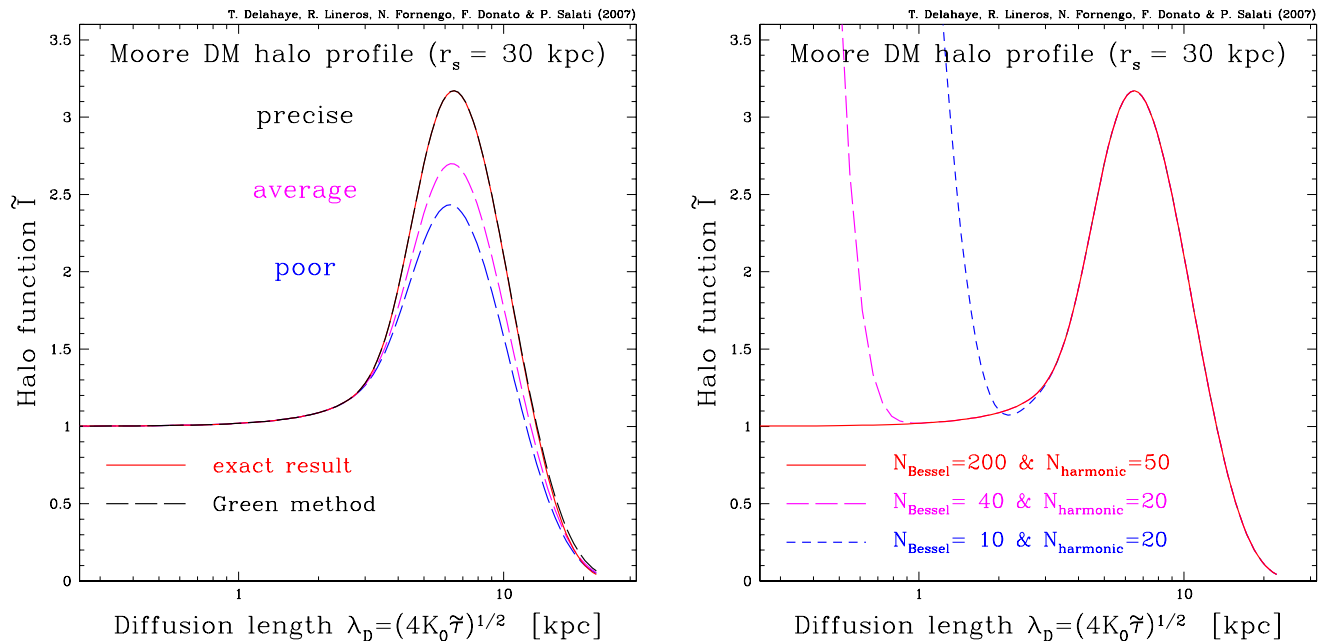 T. Delahaye, R. Lineros, N. Fornengo, F. Donato & P. Salati (2007)
Moore DM halo profile (r_s = 30 kpc)
precise
average
poor
exact result
Green method
Halo function Ĩ
3.5
3
2.5
2
1.5
1
0.5
0
1
10
Diffusion length λ_D=(4K_0τ̃)^1/2 [kpc]
T. Delahaye, R. Lineros, N. Fornengo, F. Donato & P. Salati (2007)
Moore DM halo profile (r_s = 30 kpc)
N_Bessel=200 & N_harmonic=50
N_Bessel= 40 & N_harmonic=20
N_Bessel= 10 & N_harmonic=20
Halo function Ĩ
3.5
3
2.5
2
1.5
1
0.5
0
1
10
Diffusion length λ_D=(4K_0τ̃)^1/2 [kpc]